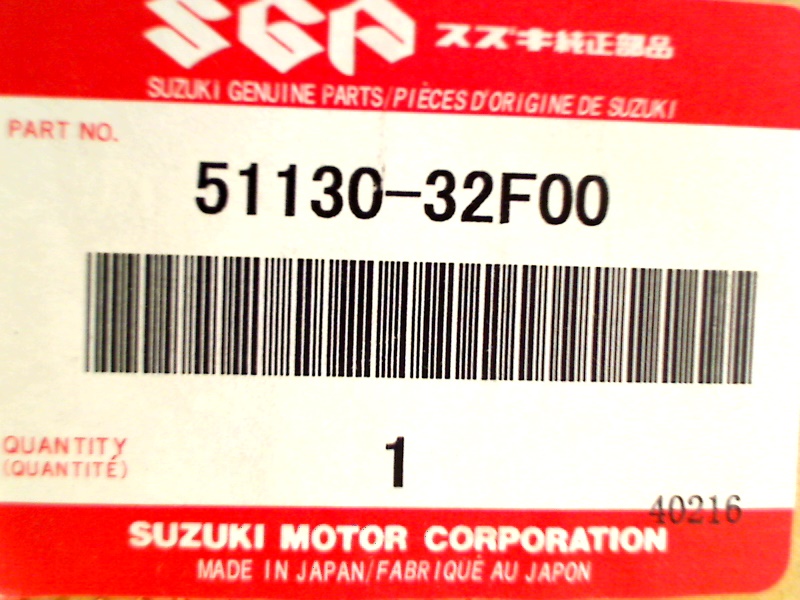 SGP スズキ純正部品
SUZUKI GENUINE PARTS/PIÈCES D'ORIGINE DE SUZUKI
PART NO.
51130-32F00
QUANTITY
(QUANTITÉ)
1
40216
SUZUKI MOTOR CORPORATION
MADE IN JAPAN/FABRIQUÉ AU JAPON